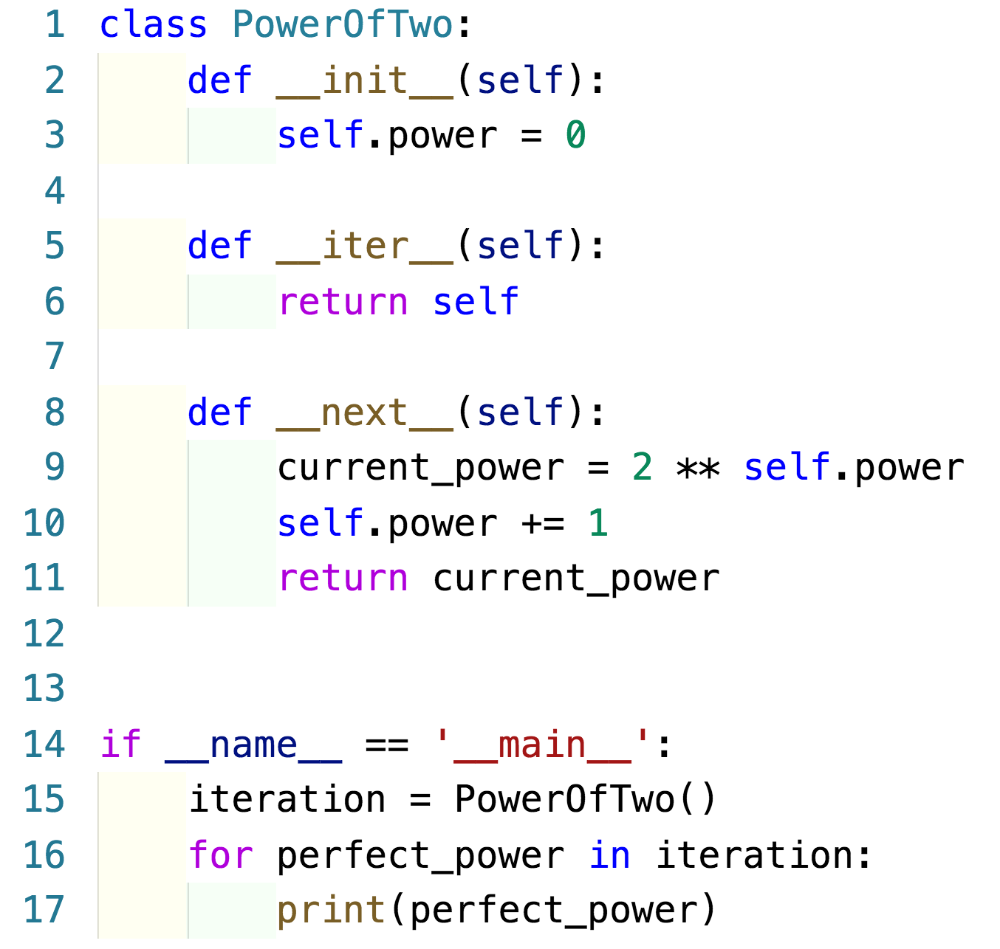 1 class PowerOfTwo:
2     def __init__(self):
3         self.power = 0
4
5     def __iter__(self):
6         return self
7
8     def __next__(self):
9         current_power = 2 ** self.power
10         self.power += 1
11         return current_power
12
13
14 if __name__ == '__main__':
15     iteration = PowerOfTwo()
16     for perfect_power in iteration:
17         print(perfect_power)